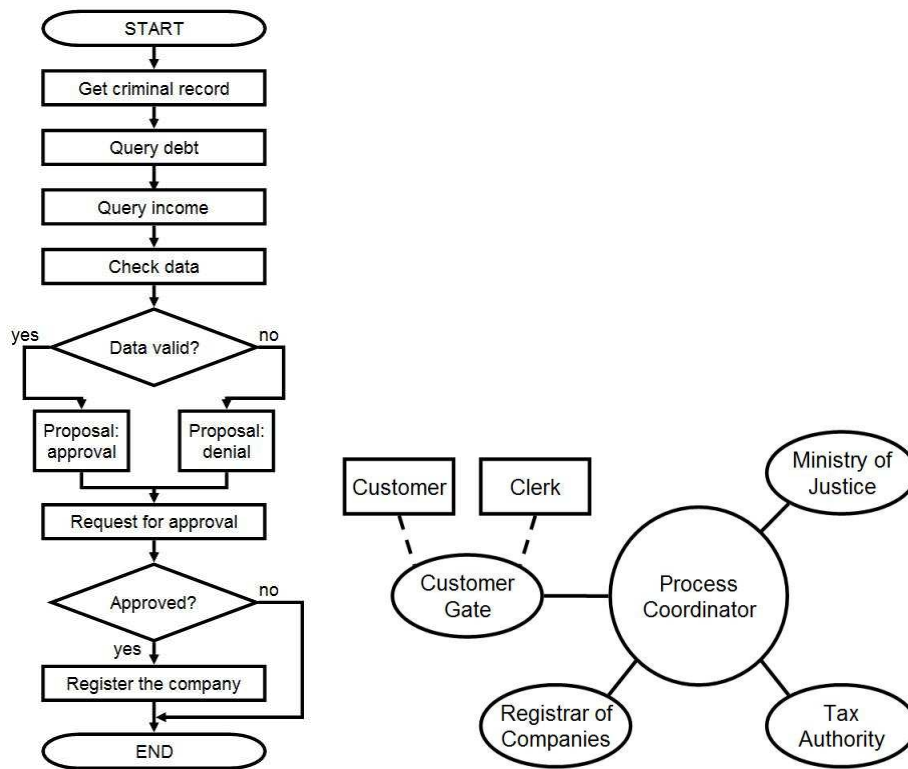 START
Get criminal record
Query debt
Query income
Check data
yes
no
Data valid?
Proposal:
approval
Proposal:
denial
Request for approval
no
Approved?
yes
Register the company
END
Customer
Clerk
Ministry of
Justice
Customer
Gate
Process
Coordinator
Registrar of
Companies
Tax
Authority